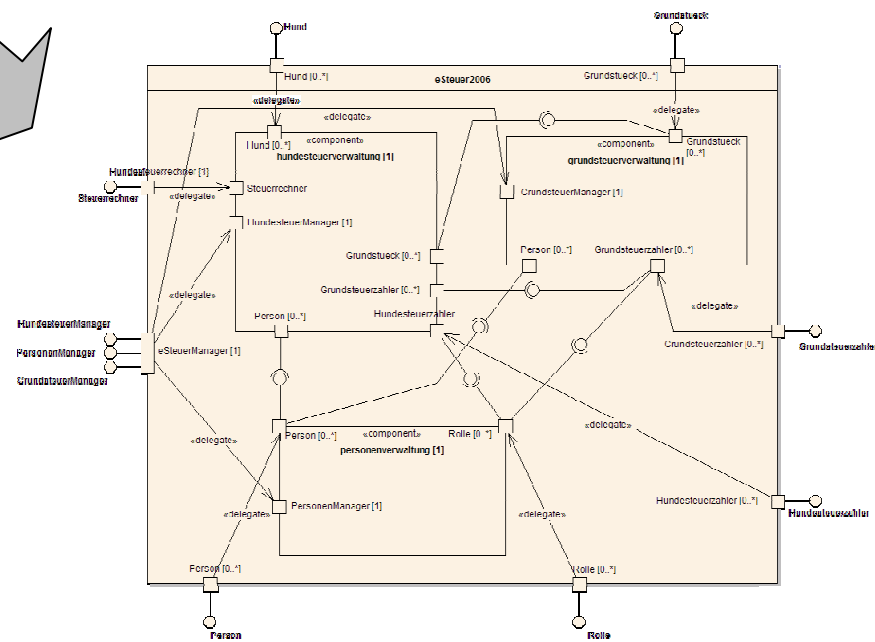 Hund
Grundstueck
Hund [0..*]
eSteuer2006
Grundstueck [0..*]
«delegate»
«delegate»
«delegate»
Hund [0..*]
«component»
hundesteuerverwaltung [1]
«component»
grundsteuerverwaltung [1]
Grundstueck
[0..*]
Hundesteuerrechner [1]
Steuerrechner
«delegate»
Steuerrechner
GrundsteuerManager [1]
HundesteuerManager [1]
Grundstueck [0..*]
Person [0..*]
Grundsteuerzahler [0..*]
Grundsteuerzahler [0..*]
«delegate»
«delegate»
Person [0..*]
Hundesteuerzahler
HundesteuerManager
PersonenManager
GrundsteuerManager
eSteuerManager [1]
Grundsteuerzahler [0..*]
Grundsteuerzahler
«delegate»
Person [0..*]
«component»
Rolle [0..*]
personenverwaltung [1]
«delegate»
PersonenManager [1]
«delegate»
«delegate»
Hundesteuerzahler [0..*]
Hundesteuerzahler
Person [0..*]
Rolle [0..*]
Person
Rolle